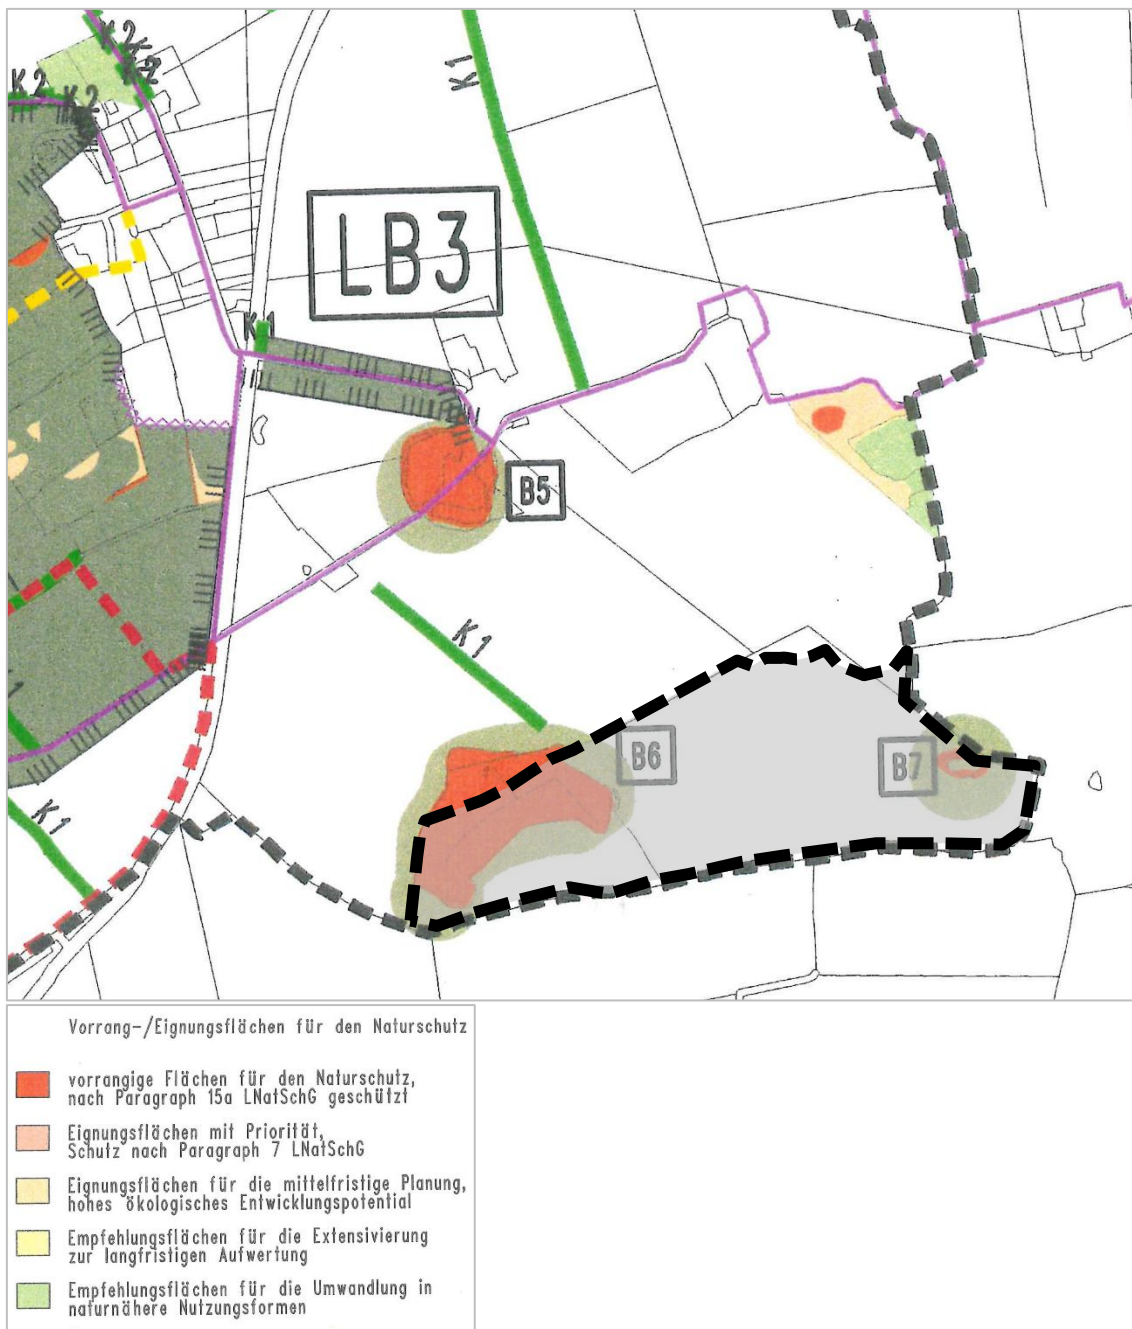 K2
K2
K2
K2
K1
LB3
K1
B5
K1
B6
B7
K1
Vorrang-/Eignungsflächen für den Naturschutz
vorrangige Flächen für den Naturschutz,
nach Paragraph 15a LNatSchG geschützt
Eignungsflächen mit Priorität,
Schutz nach Paragraph 7 LNatSchG
Eignungsflächen für die mittelfristige Planung,
hohes ökologisches Entwicklungspotential
Empfehlungsflächen für die Extensivierung
zur langfristigen Aufwertung
Empfehlungsflächen für die Umwandlung in
naturnähere Nutzungsformen